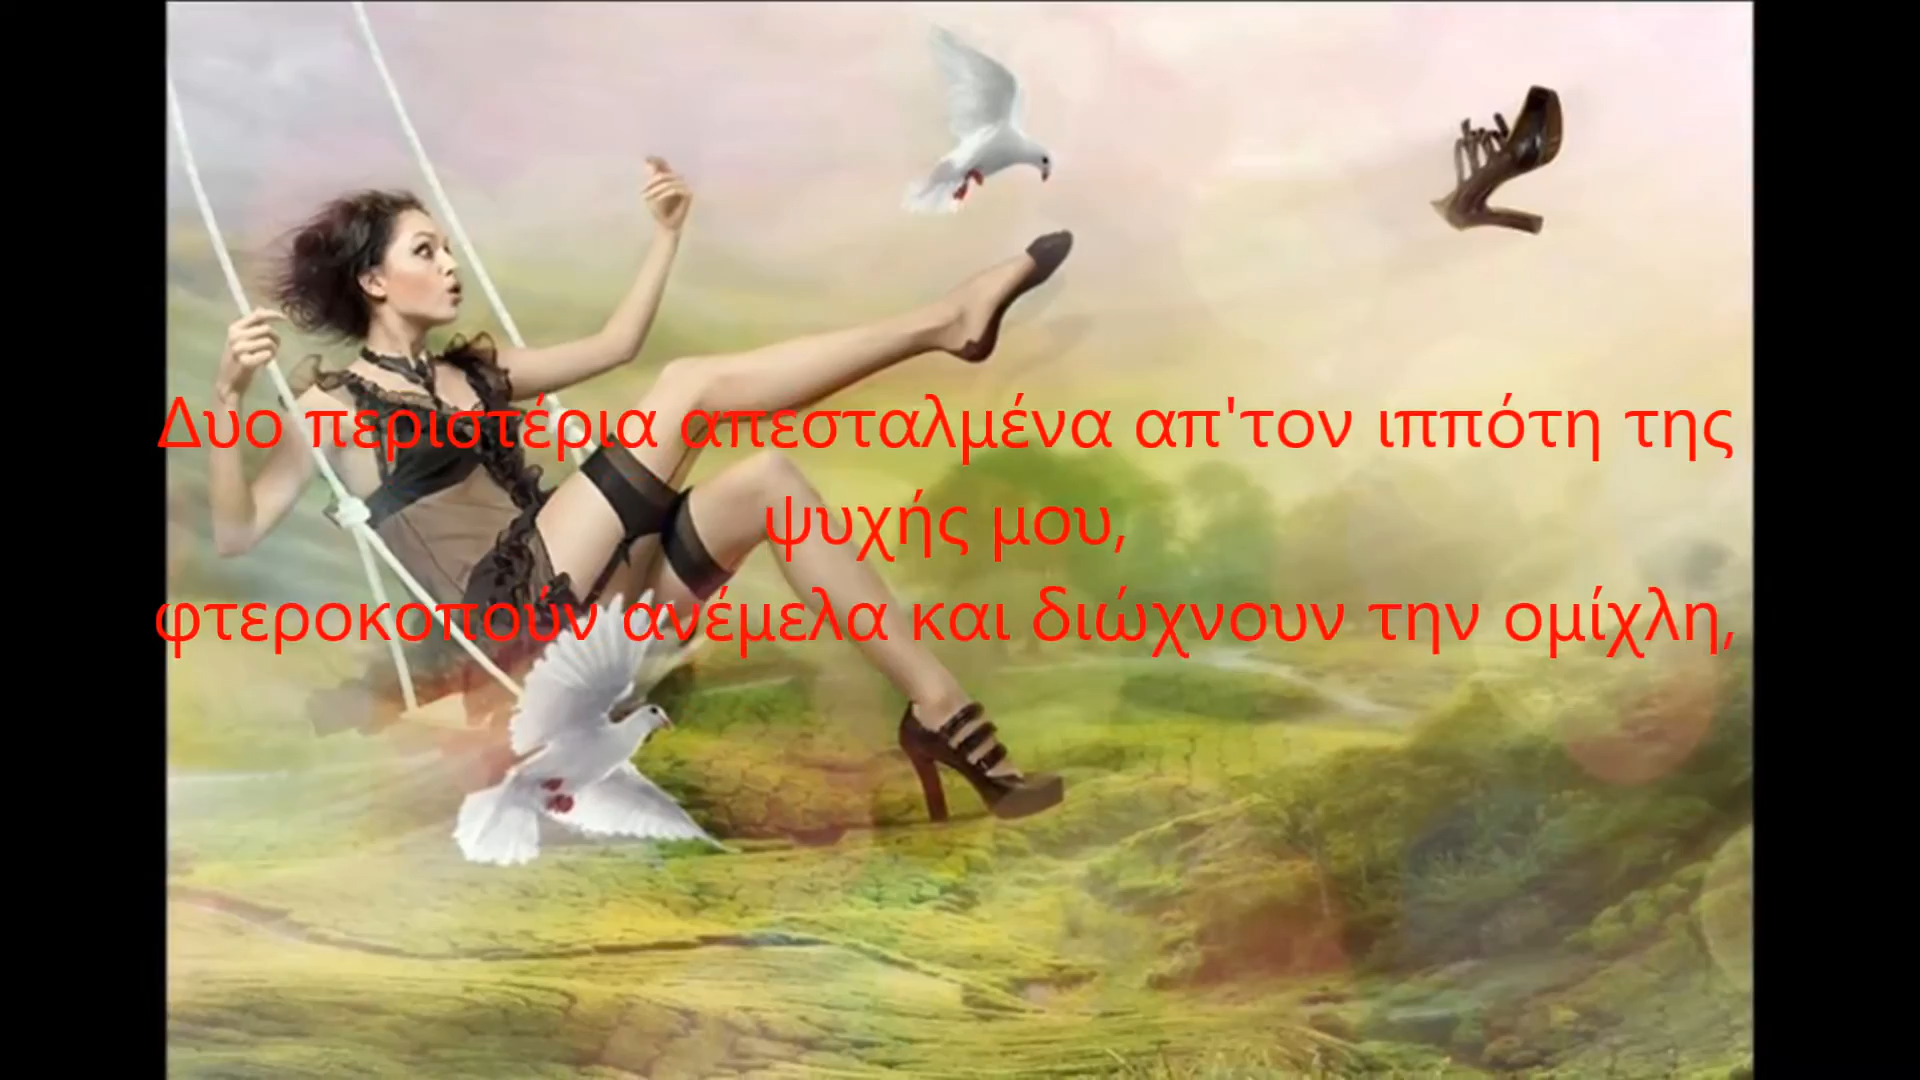 Δυο περιστέρια απεσταλμένα απ'τον ιππότη της
ψυχής μου,
φτεροκοπούν ανέμελα και διώχνουν την ομίχλη,